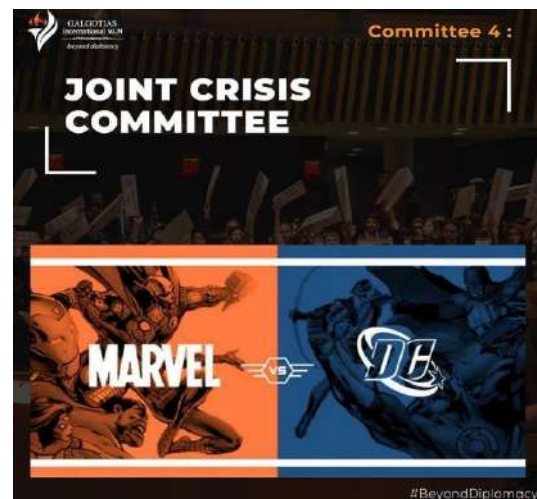 GALGOTIAS
International MUN
beyond diplomacy
Committee 4 :
JOINT CRISIS
COMMITTEE
MARVEL
VS
DC
#BeyondDiplomacy